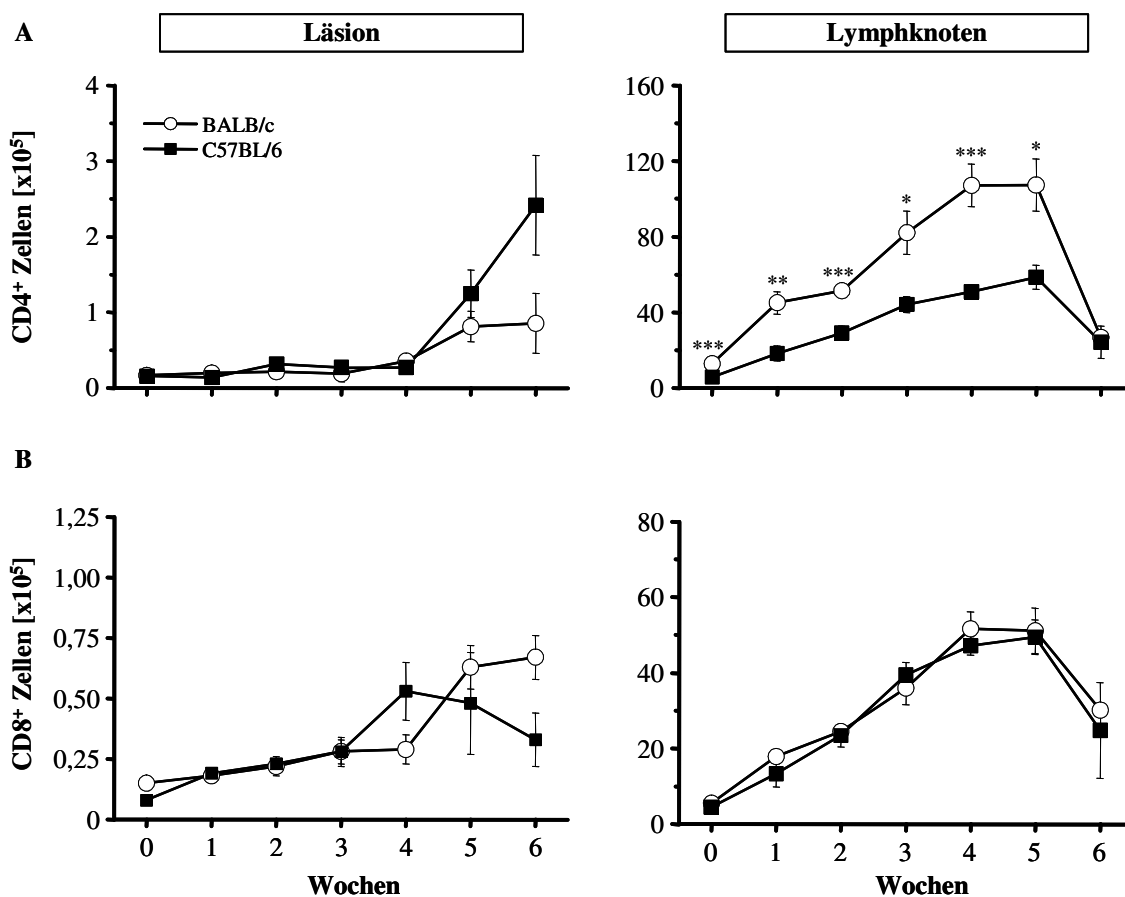 A
Läsion
Lymphknoten
CD4⁺ Zellen [x10⁵]
4
3
2
1
0
BALB/c
C57BL/6
160
120
80
40
0
***
**
***
*
***
*
B
CD8⁺ Zellen [x10⁵]
1,25
1,00
0,75
0,50
0,25
0
0 1 2 3 4 5 6
Wochen
80
60
40
20
0
0 1 2 3 4 5 6
Wochen